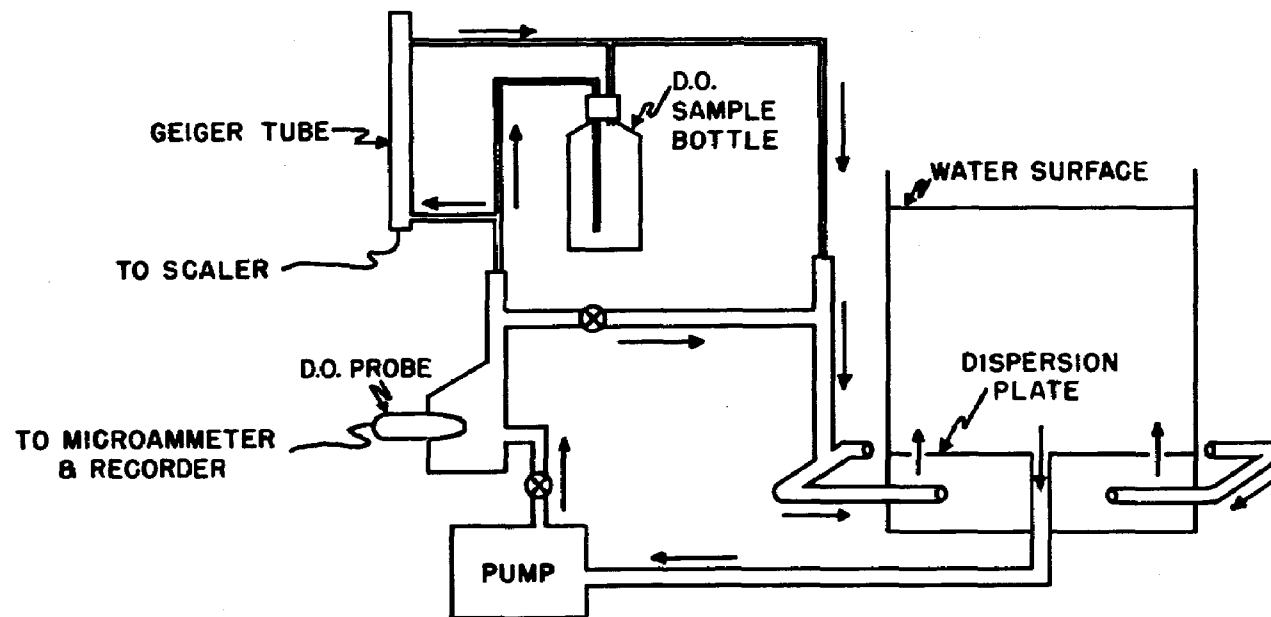 D.O.
SAMPLE
BOTTLE
GEIGER TUBE
WATER SURFACE
TO SCALER
DISPERSION
PLATE
D.O. PROBE
TO MICROAMMETER
& RECORDER
PUMP